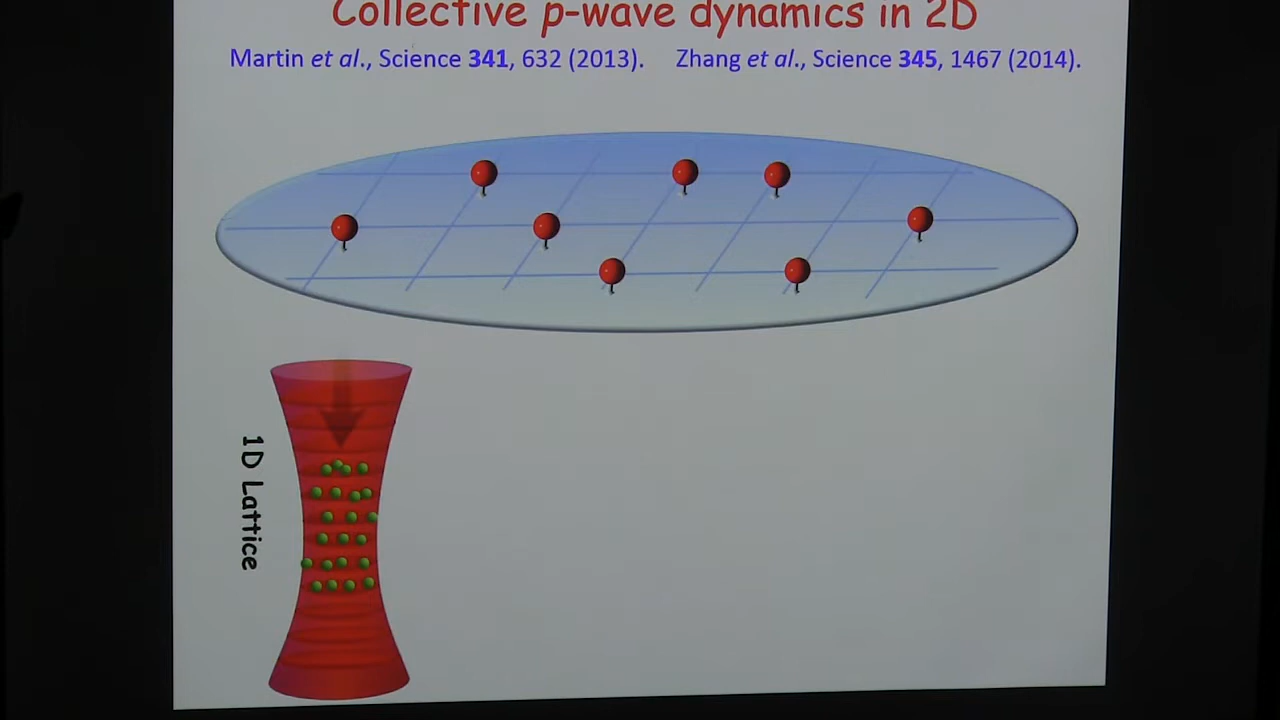 Collective p-wave dynamics in 2D
Martin et al., Science 341, 632 (2013). Zhang et al., Science 345, 1467 (2014).
1D Lattice